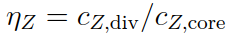 η_Z = c_{Z,div}/c_{Z,core}